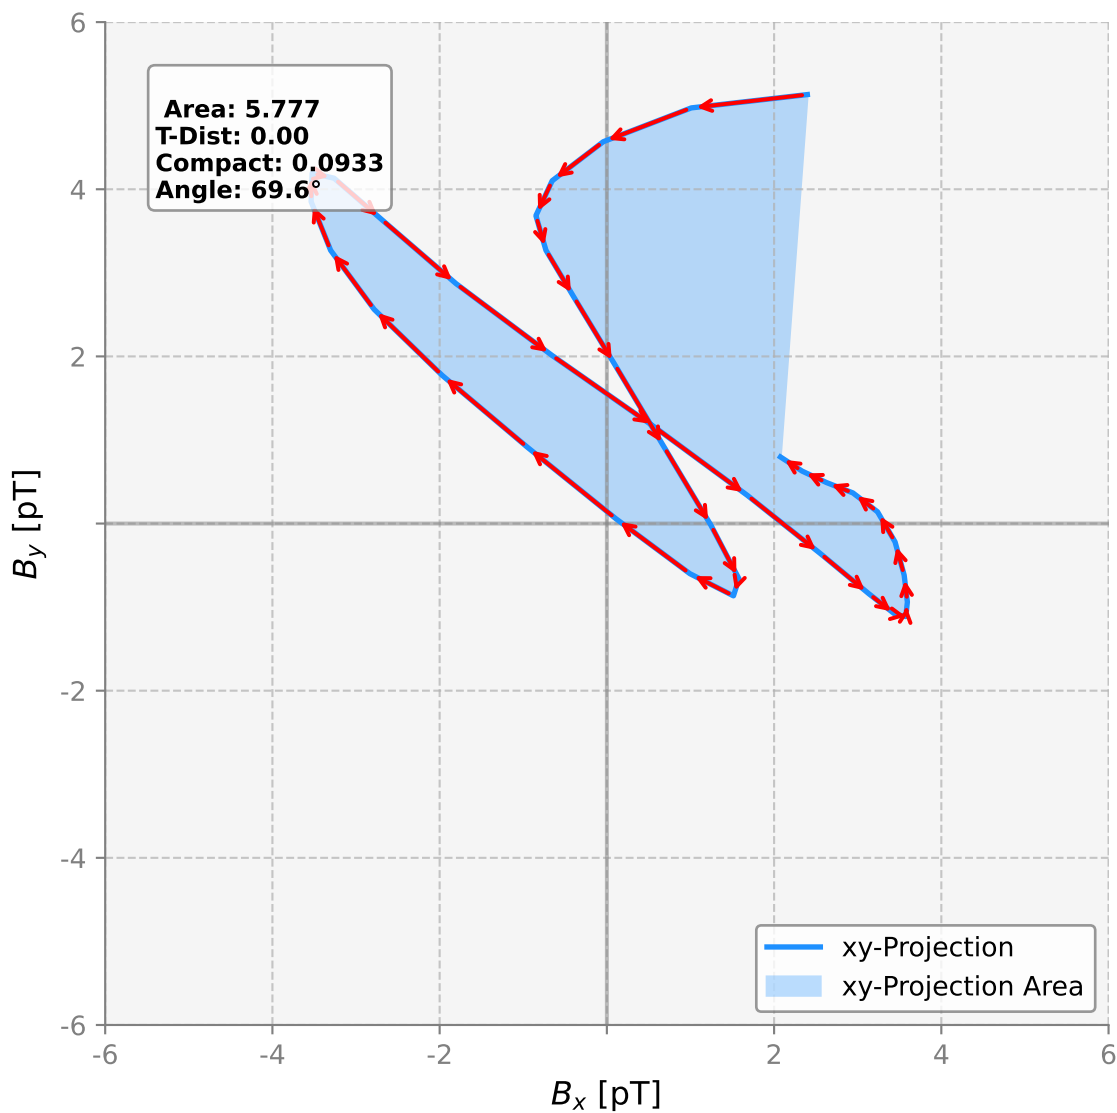 6
Area: 5.777
T-Dist: 0.00
Compact: 0.0933
Angle: 69.6°
4
2
0
-2
-4
-6
B_y [pT]
xy-Projection
xy-Projection Area
-6 -4 -2 0 2 4 6
B_x [pT]